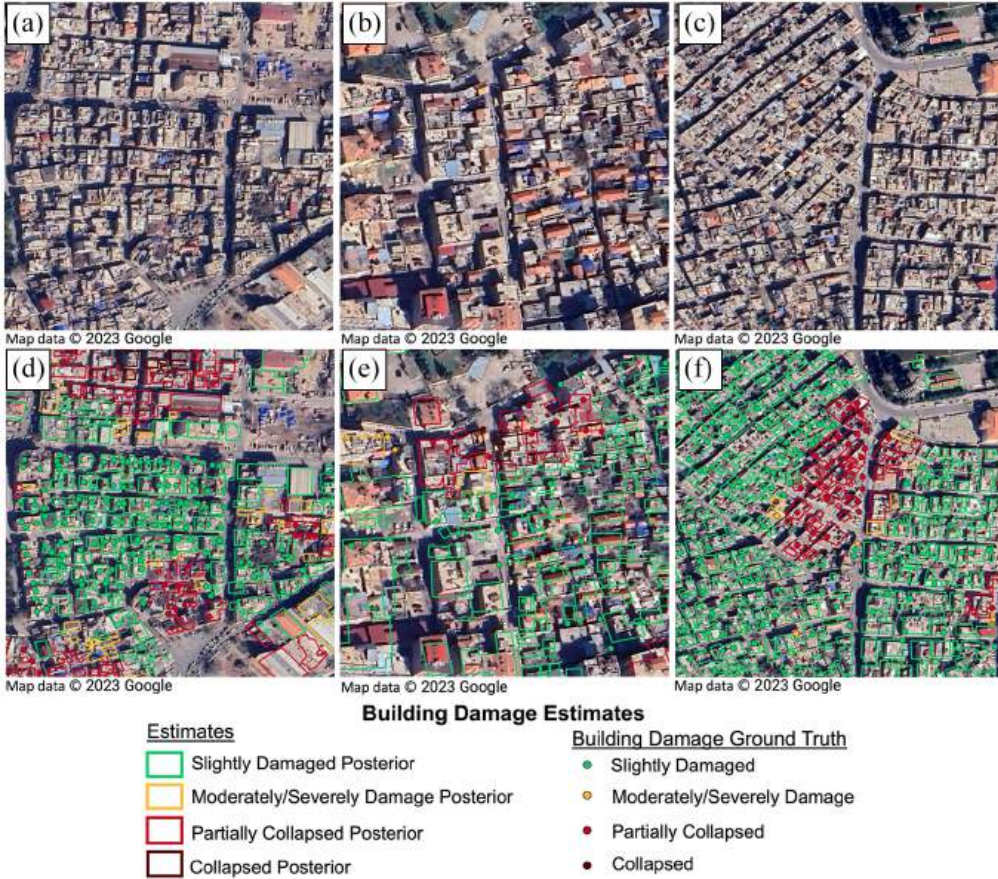 (a)
(b)
(c)
Map data © 2023 Google
Map data © 2023 Google
Map data © 2023 Google
(d)
(e)
(f)
Map data © 2023 Google
Map data © 2023 Google
Map data © 2023 Google
Building Damage Estimates
Estimates
Slightly Damaged Posterior
Moderately/Severely Damage Posterior
Partially Collapsed Posterior
Collapsed Posterior
Building Damage Ground Truth
Slightly Damaged
Moderately/Severely Damage
Partially Collapsed
Collapsed